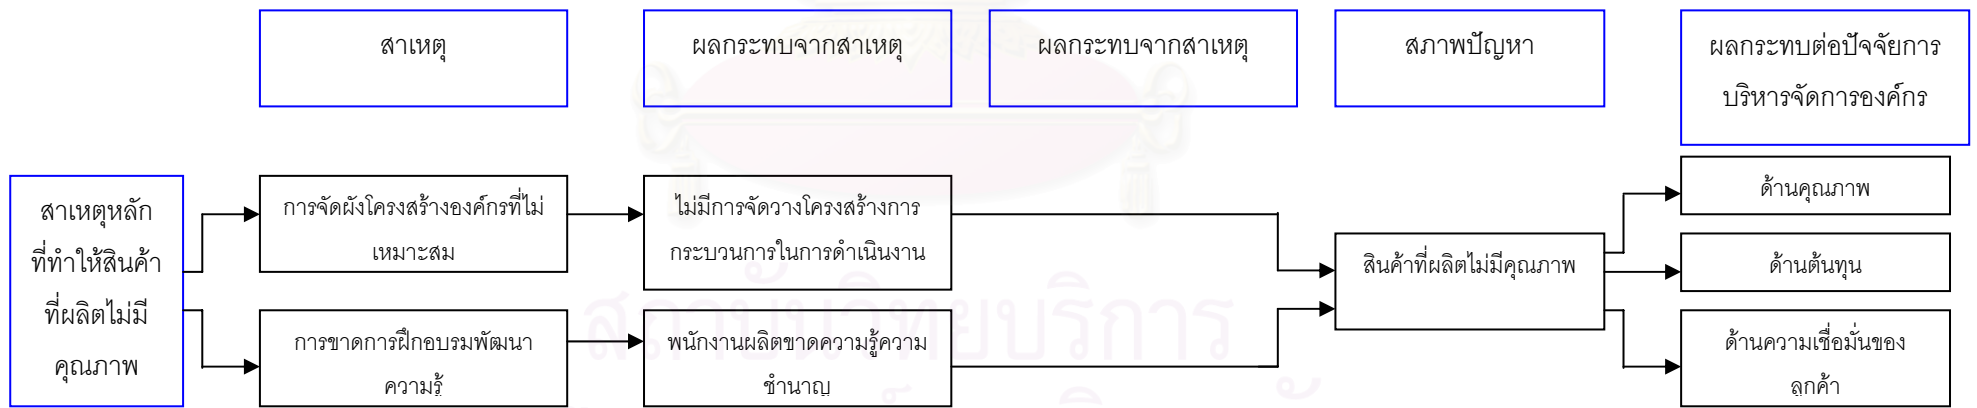 สาเหตุ
ผลกระทบจากสาเหตุ
ผลกระทบจากสาเหตุ
สภาพปัญหา
ผลกระทบต่อปัจจัยการ
บริหารจัดการองค์กร
สาเหตุหลัก
ที่ทำให้สินค้า
ที่ผลิตไม่มี
คุณภาพ
การจัดผังโครงสร้างองค์กรที่ไม่
เหมาะสม
ไม่มีการจัดวางโครงสร้างการ
กระบวนการในการดำเนินงาน
การขาดการฝึกอบรมพัฒนา
ความรู้
พนักงานผลิตขาดความรู้ความ
ชำนาญ
สินค้าที่ผลิตไม่มีคุณภาพ
ด้านคุณภาพ
ด้านต้นทุน
ด้านความเชื่อมั่นของ
ลูกค้า
สถาบันวิทยบริการ